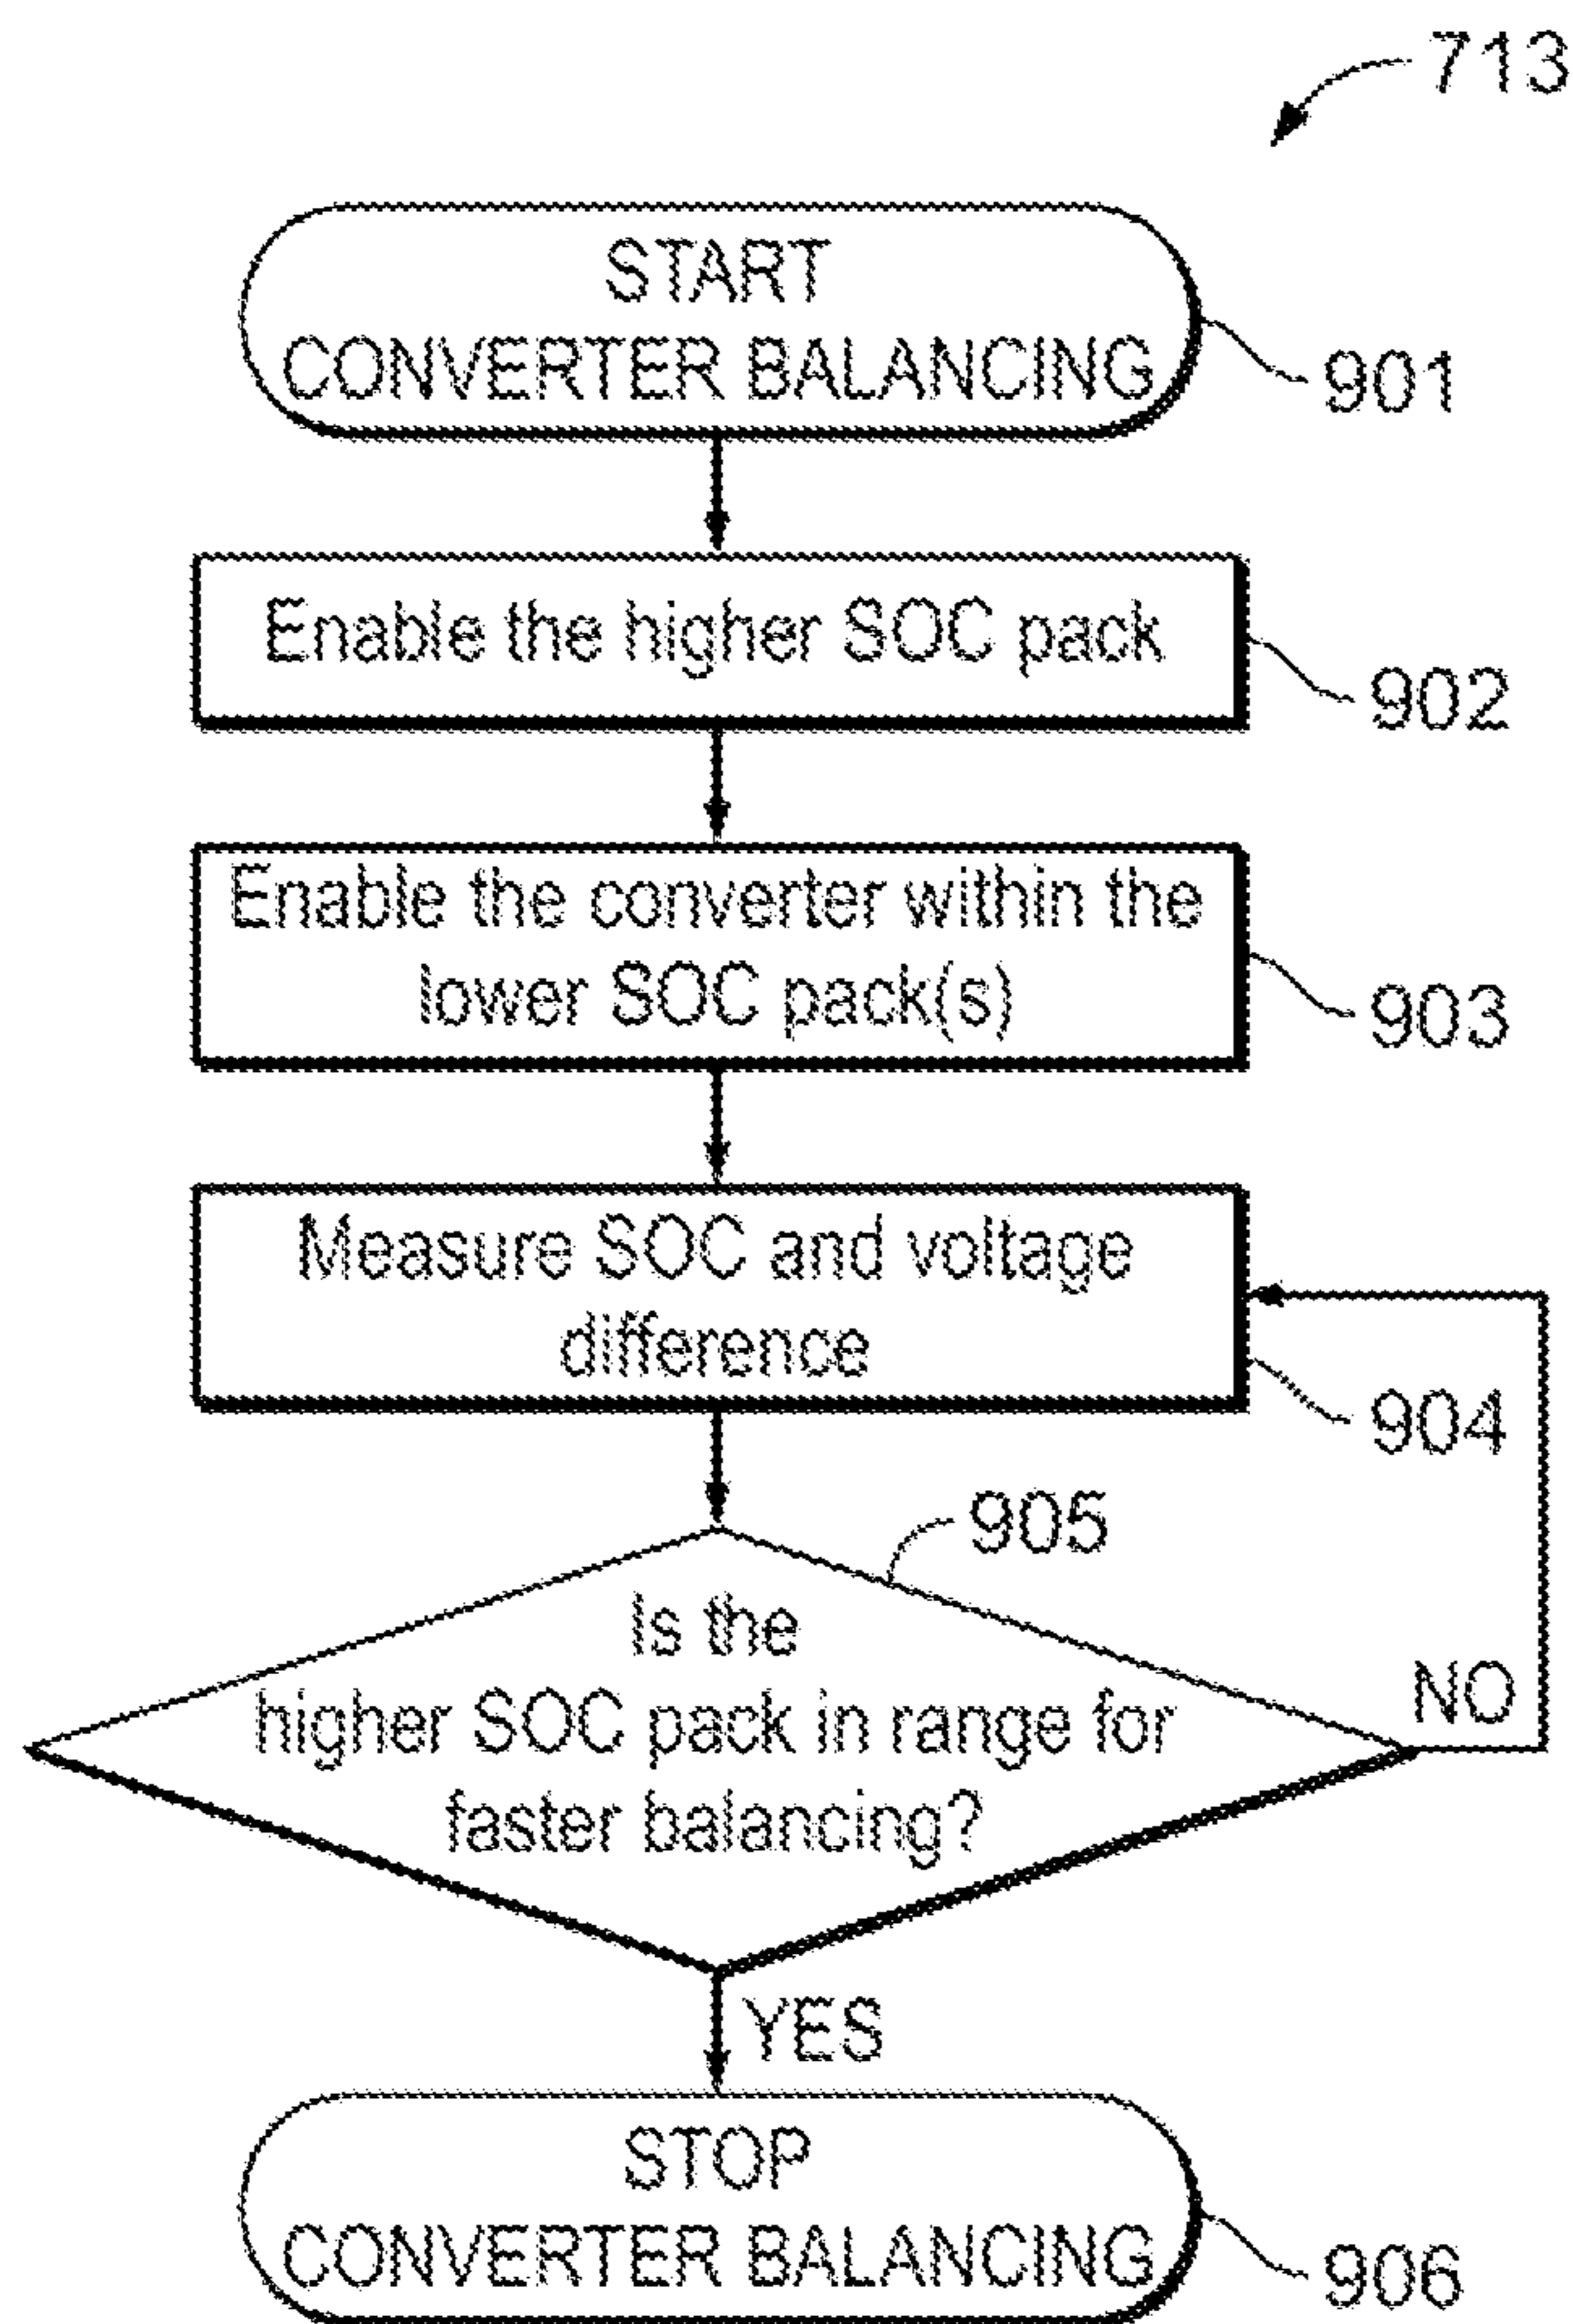 713
START
CONVERTER BALANCING
901
Enable the higher SOC pack
902
Enable the converter within the
lower SOC pack(s)
903
Measure SOC and voltage
difference
904
905
Is the
higher SOC pack in range for
faster balancing?
NO
YES
STOP
CONVERTER BALANCING
906